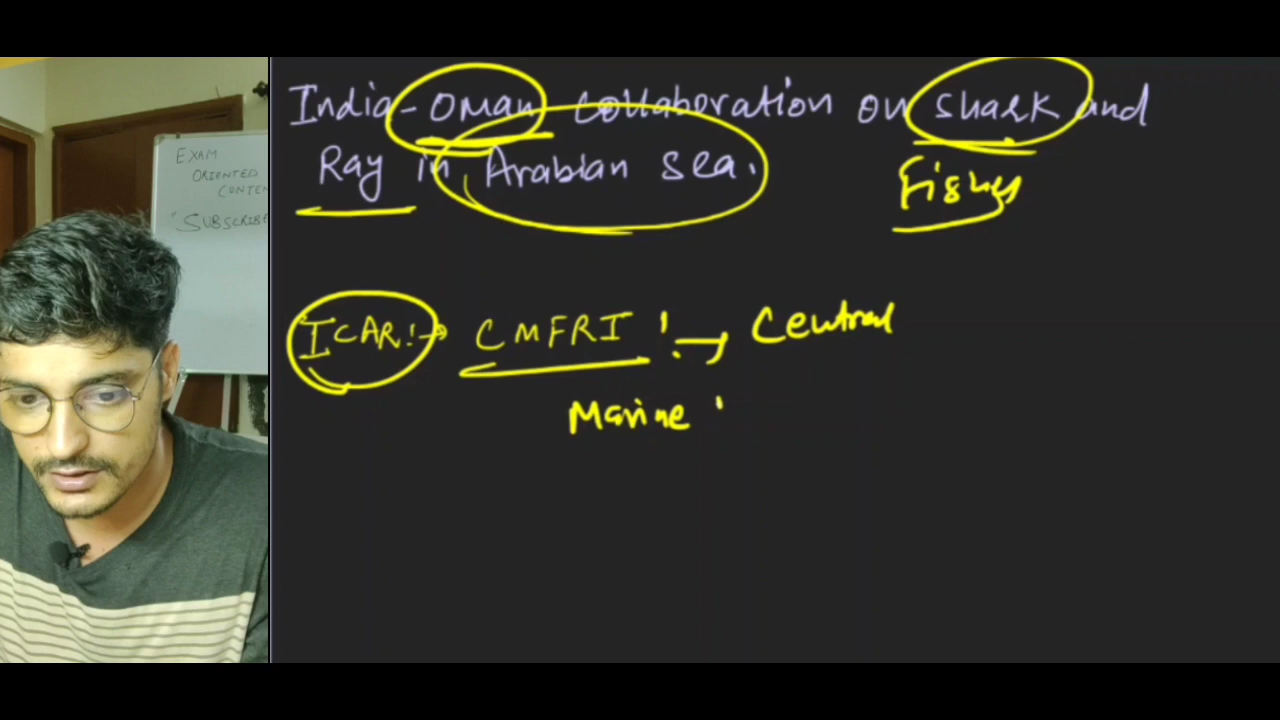 EXAM
ORIENTED
CONTEN
"SUBSCRIBE
India-Oman collaboration on Shark and
Ray in Arabian Sea.
Fishes
ICAR:→ CMFRI :→ Central
Marine